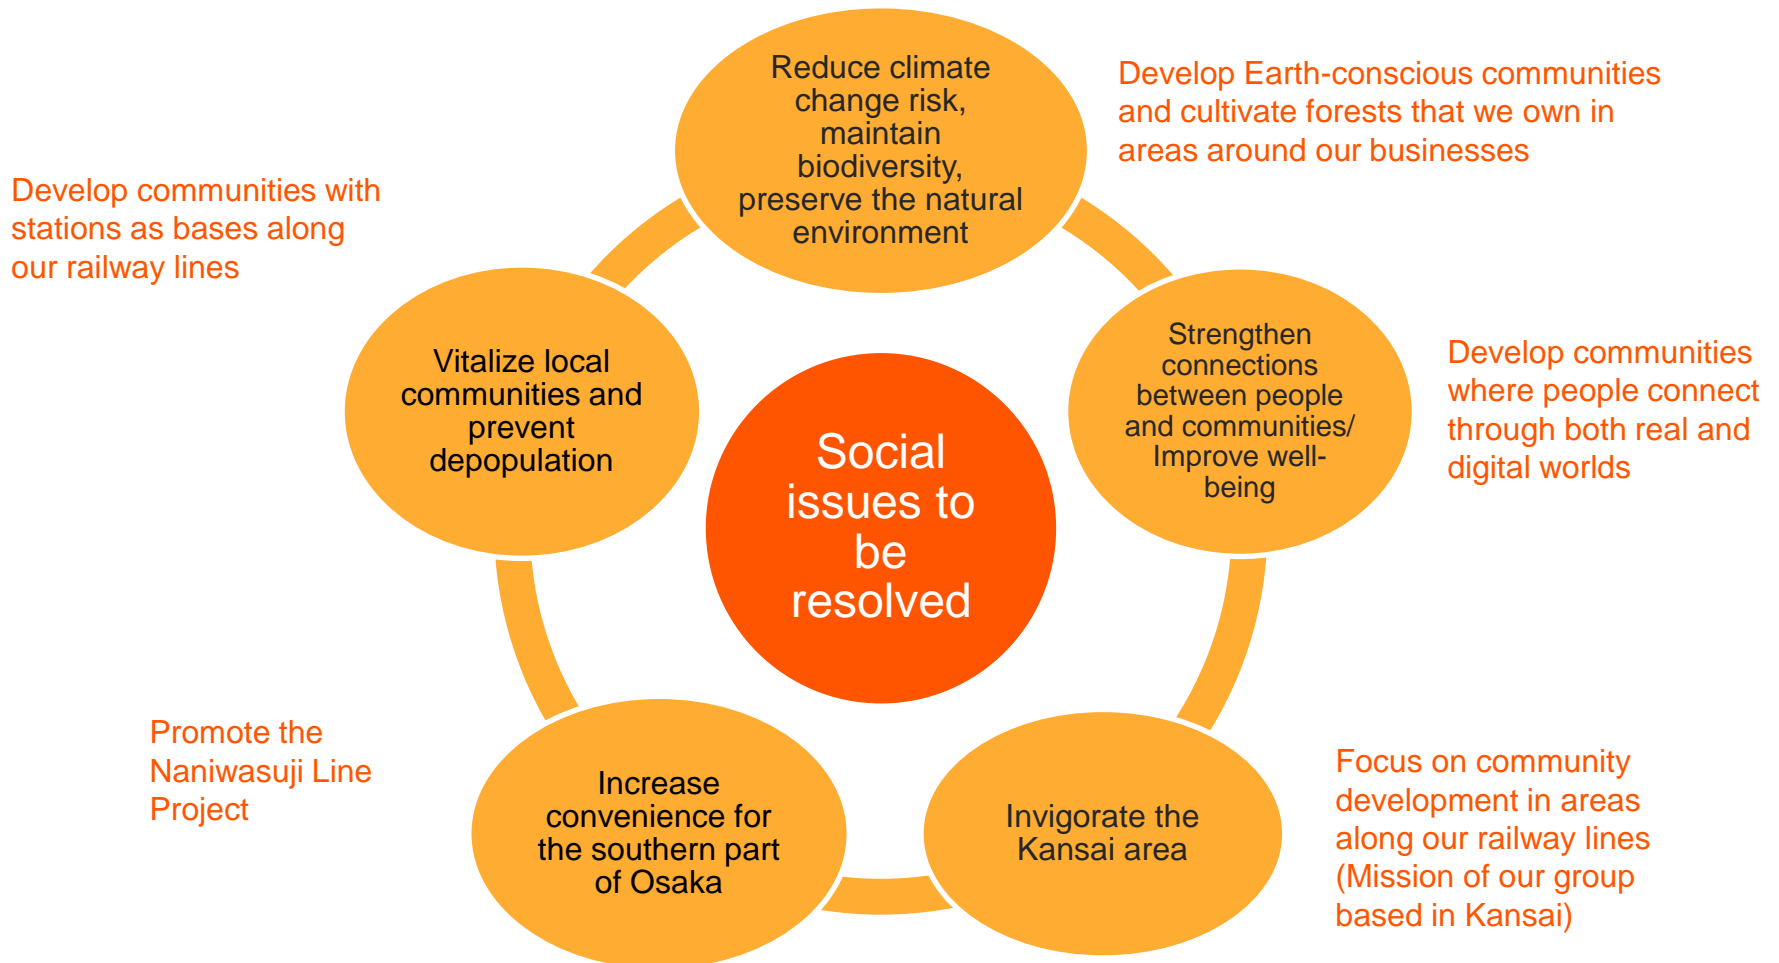 Reduce climate
change risk,
maintain
biodiversity,
preserve the natural
environment
Develop Earth-conscious communities
and cultivate forests that we own in
areas around our businesses
Develop communities with
stations as bases along
our railway lines
Vitalize local
communities and
prevent
depopulation
Strengthen
connections
between people
and communities/
Improve well-
being
Develop communities
where people connect
through both real and
digital worlds
Social
issues to
be
resolved
Promote the
Naniwasuji Line
Project
Increase
convenience for
the southern part
of Osaka
Invigorate the
Kansai area
Focus on community
development in areas
along our railway lines
(Mission of our group
based in Kansai)